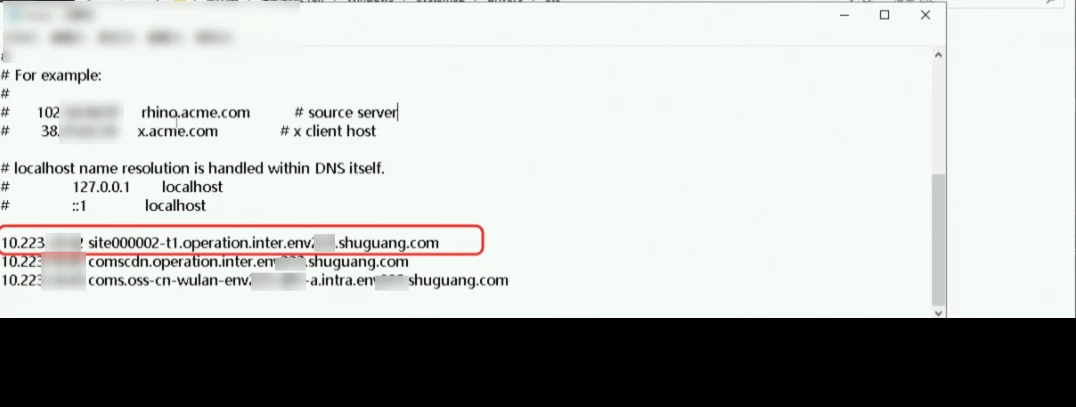 #
# For example:
#
# 102 rhino.acme.com # source server
# 38. x.acme.com # x client host
# localhost name resolution is handled within DNS itself.
# 127.0.0.1 localhost
# ::1 localhost
10.223 site000002-t1.operation.inter.env .shuguang.com
10.223 comscdn.operation.inter.env .shuguang.com
10.223 coms.oss-cn-wulan-env -a.intra.env shuguang.com